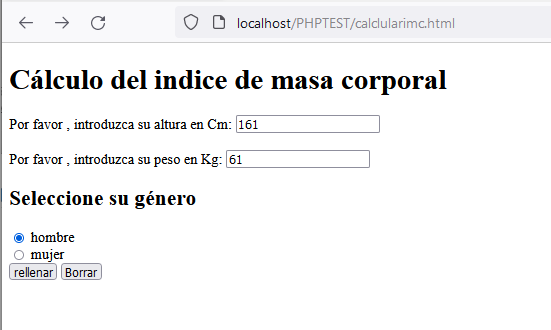 localhost/PHPTEST/calclularimc.html
Cálculo del indice de masa corporal
Por favor , introduzca su altura en Cm: 161
Por favor , introduzca su peso en Kg: 61
Seleccione su género
hombre
mujer
rellenar Borrar